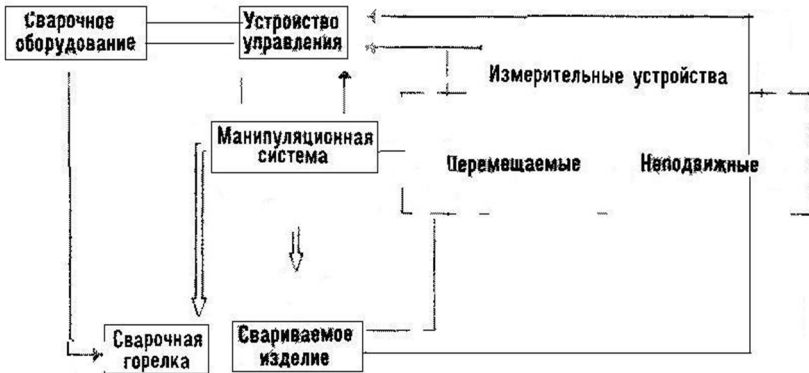 Сварочное
оборудование
Устройство
управления
Измерительные устройства
Манипуляционная
система
Перемещаемые
Неподвижные
Сварочная
горелка
Свариваемое
изделие